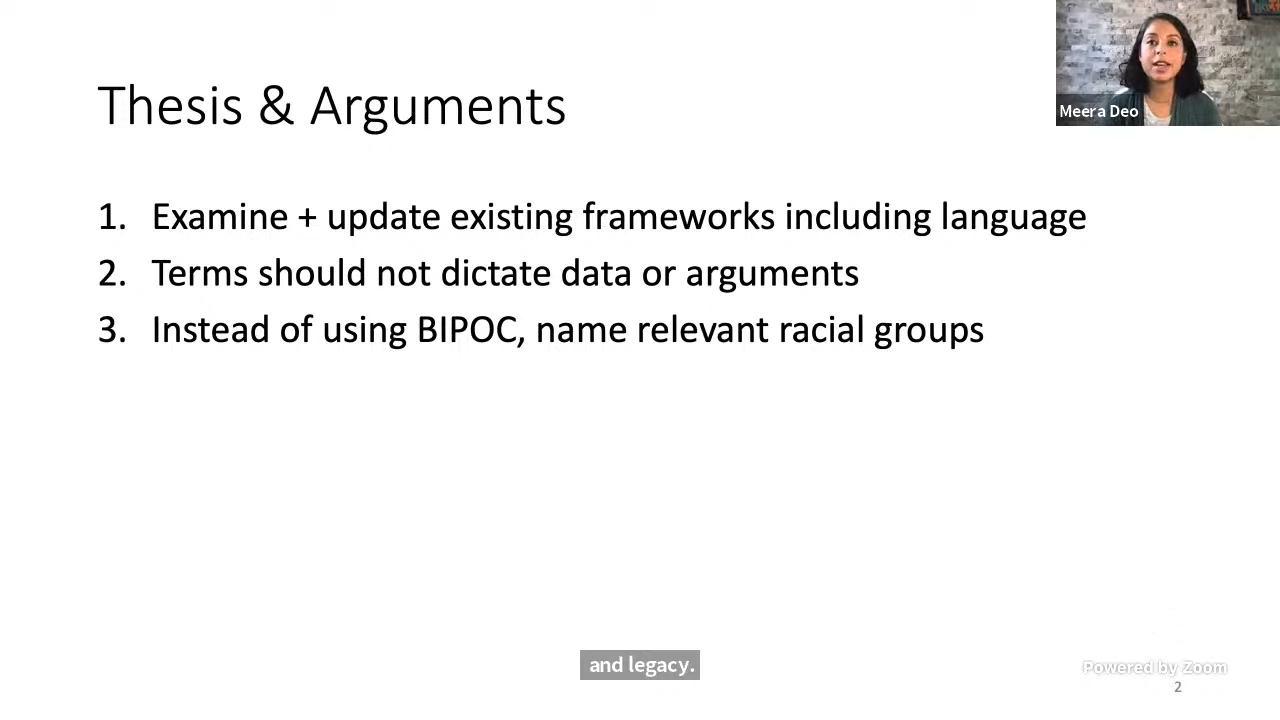 Thesis & Arguments
Meera Deo
1. Examine + update existing frameworks including language
2. Terms should not dictate data or arguments
3. Instead of using BIPOC, name relevant racial groups
and legacy.
Powered by Zoom
2